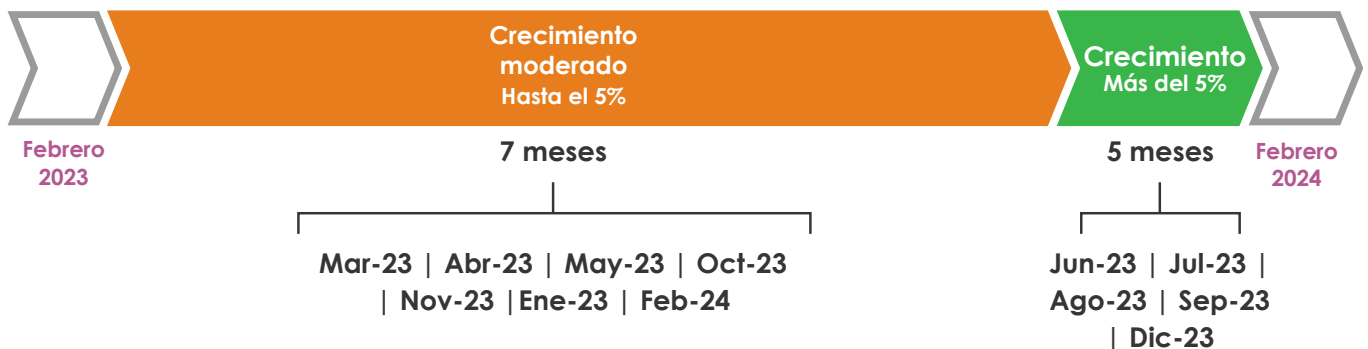 Crecimiento
moderado
Hasta el 5%
Crecimiento
Más del 5%
Febrero
2023
7 meses
5 meses
Febrero
2024
Mar-23 | Abr-23 | May-23 | Oct-23
| Nov-23 |Ene-23 | Feb-24
Jun-23 | Jul-23 |
Ago-23 | Sep-23
| Dic-23